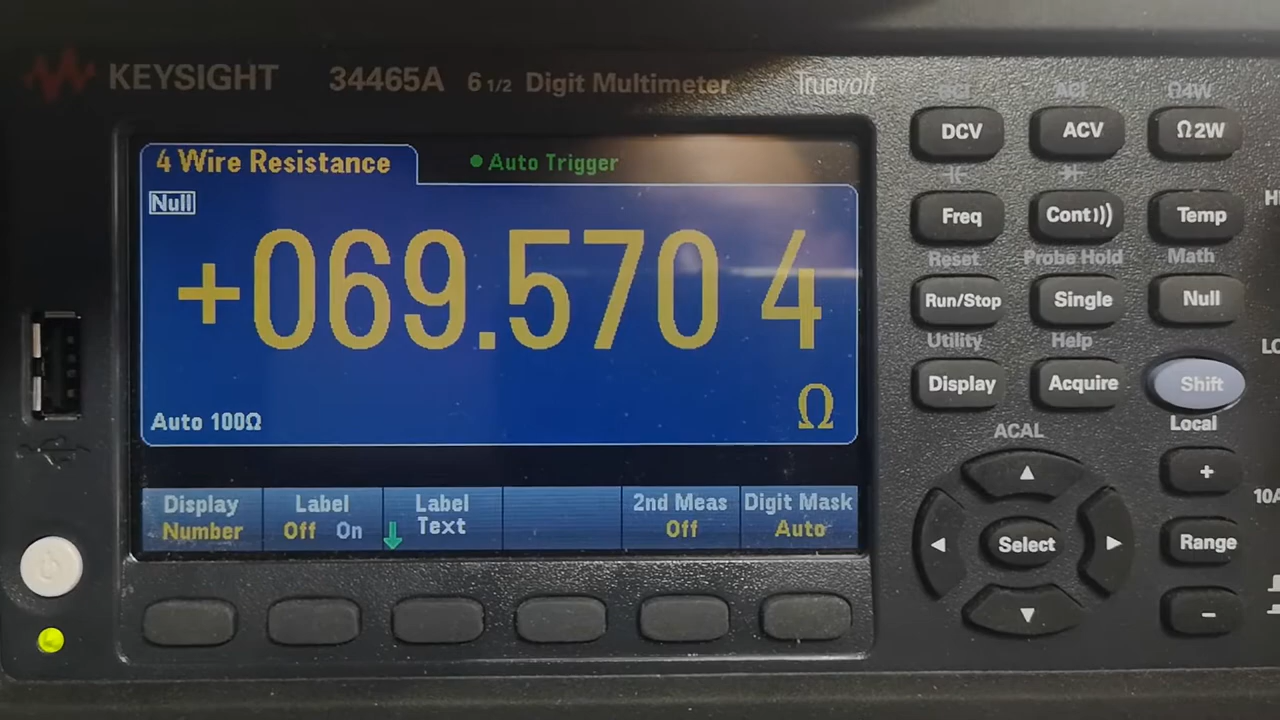 KEYSIGHT 34465A 6 1/2 Digit Multimeter Truevolt
4 Wire Resistance
Auto Trigger
Null
+069.570 4
Ω
Auto 100Ω
Display
Number
Label
Off On
Label
Text
2nd Meas
Off
Digit Mask
Auto
DCI ACI Ω4W
DCV ACV Ω2W
Freq Cont Temp
Reset Probe Hold Math
Run/Stop Single Null
Utility Help
Display Acquire Shift
ACAL Local
+
Select Range
-